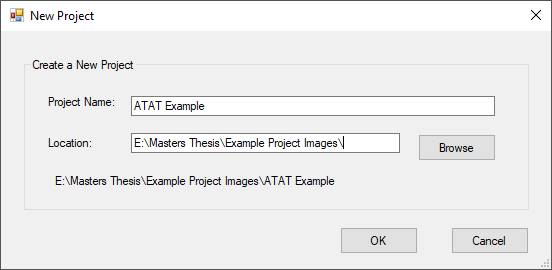 New Project
Create a New Project
Project Name: ATAT Example
Location: E:\Masters Thesis\Example Project Images\ Browse
E:\Masters Thesis\Example Project Images\ATAT Example
OK Cancel